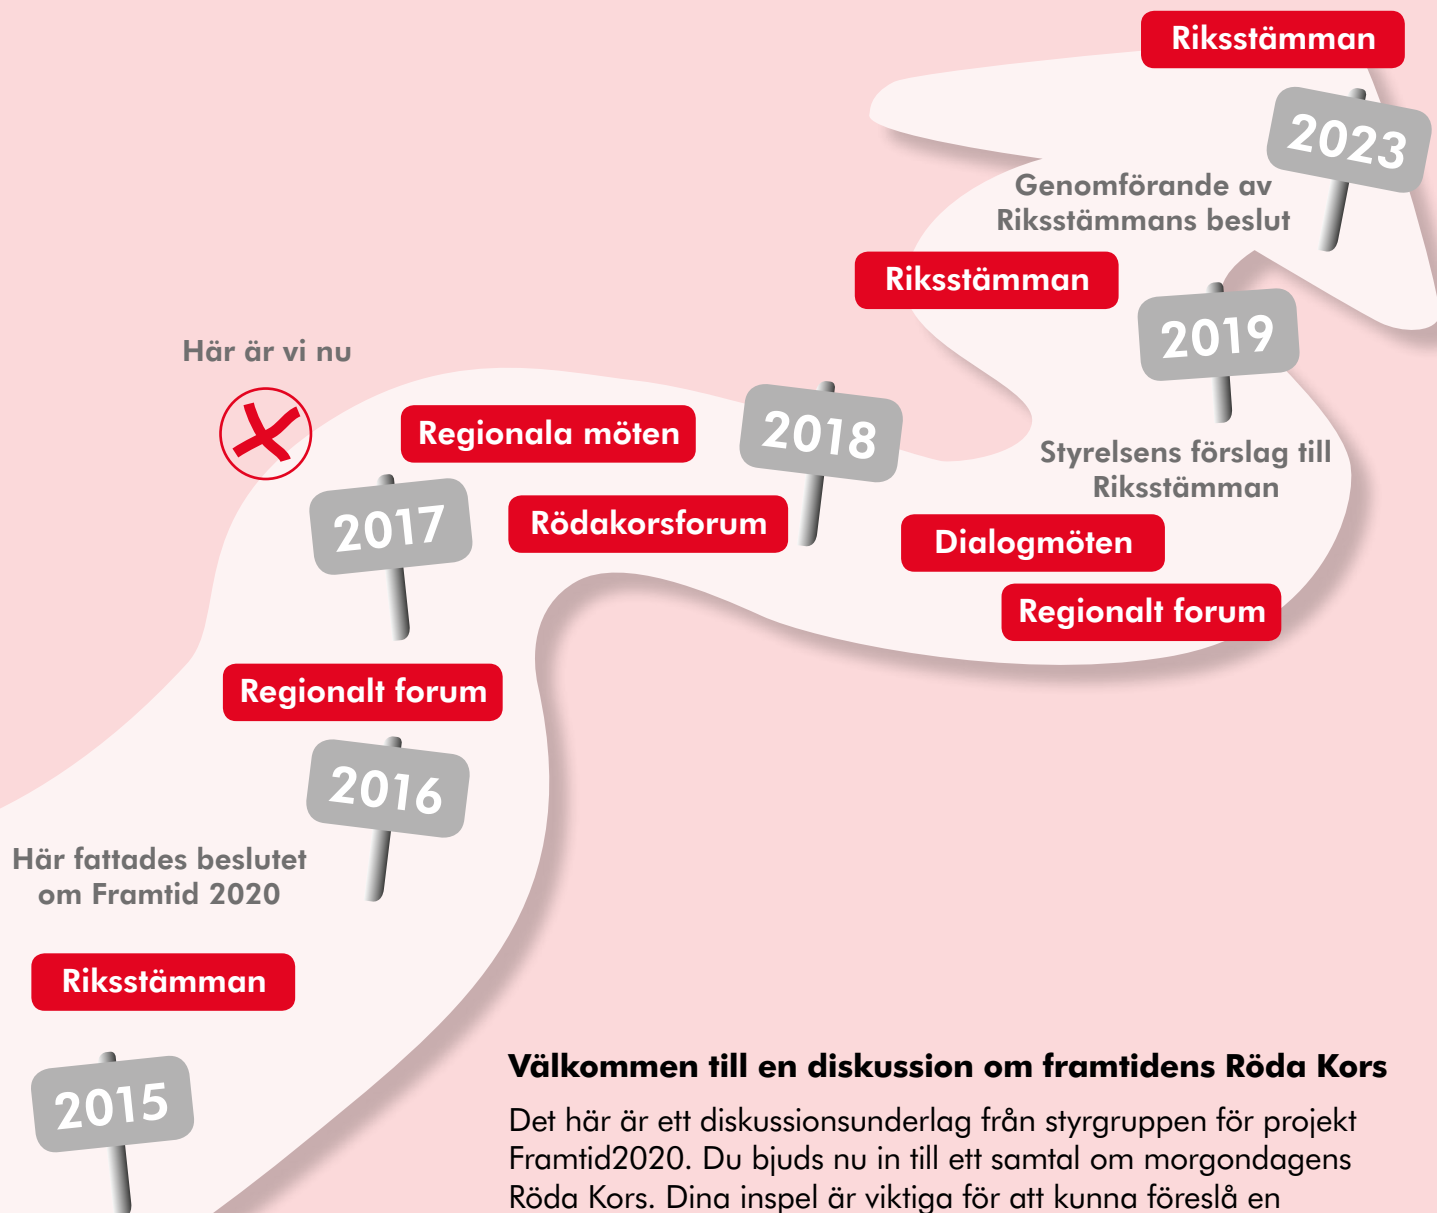 Riksstämman
2023
Genomförande av
Riksstämmans beslut
Riksstämman
2019
Här är vi nu
Regionala möten
2018
Styrelsens förslag till
Riksstämman
2017
Rödakorsforum
Dialogmöten
Regionalt forum
Regionalt forum
2016
Här fattades beslutet
om Framtid 2020
Riksstämman
2015
Välkommen till en diskussion om framtidens Röda Kors
Det här är ett diskussionsunderlag från styrgruppen för projekt
Framtid2020. Du bjuds nu in till ett samtal om morgondagens
Röda Kors. Dina inspel är viktiga för att kunna föreslå en